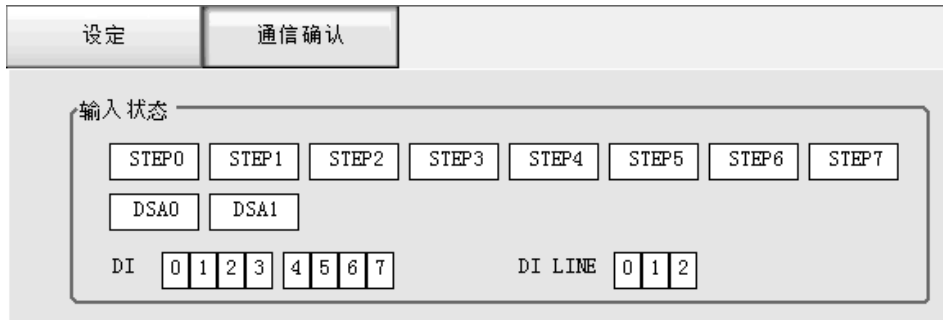 设定 通信确认
输入状态
STEP0 STEP1 STEP2 STEP3 STEP4 STEP5 STEP6 STEP7
DSA0 DSA1
DI 0 1 2 3 4 5 6 7 DI LINE 0 1 2